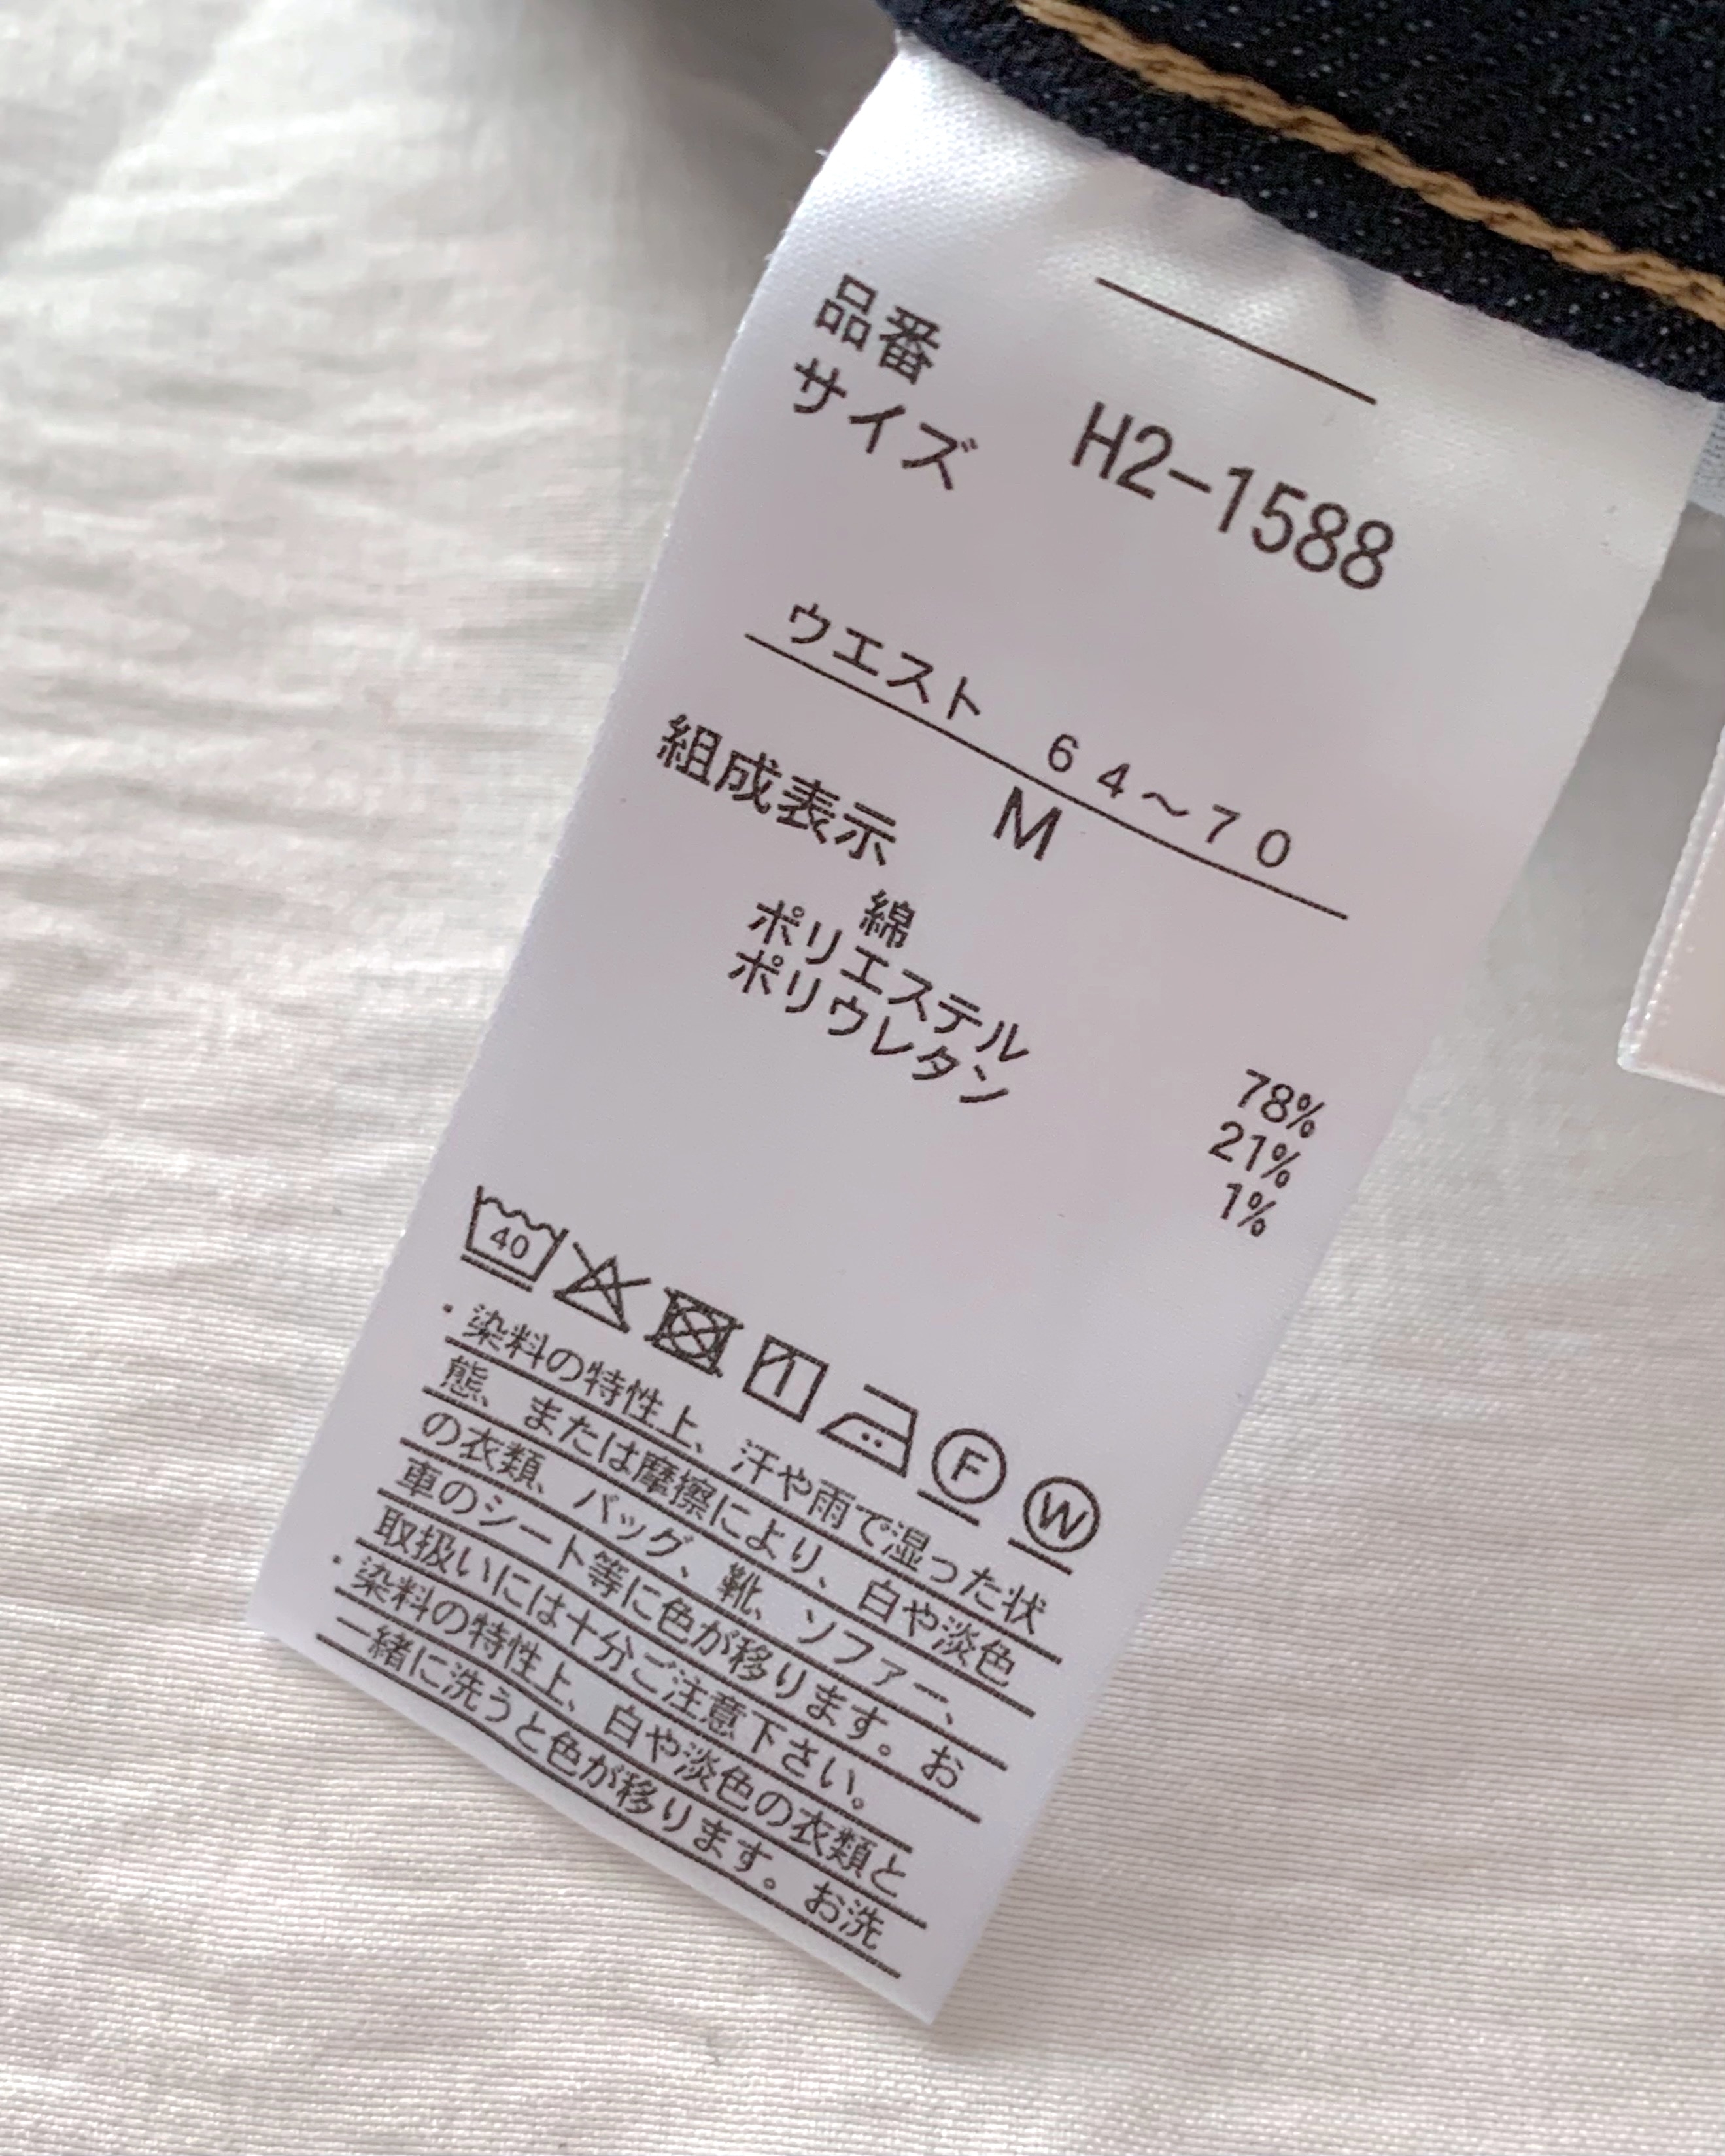 品番 H2-1588
サイズ
ウエスト 64～70
M
組成表示
綿 78%
ポリエステル 21%
ポリウレタン 1%
40 F W
・染料の特性上、汗や雨で湿った状
態、または摩擦により、白や淡色
の衣類、バッグ、靴、ソファー、
車のシート等に色が移ります。お
取扱いには十分ご注意下さい。
・染料の特性上、白や淡色の衣類と
一緒に洗うと色が移ります。お洗